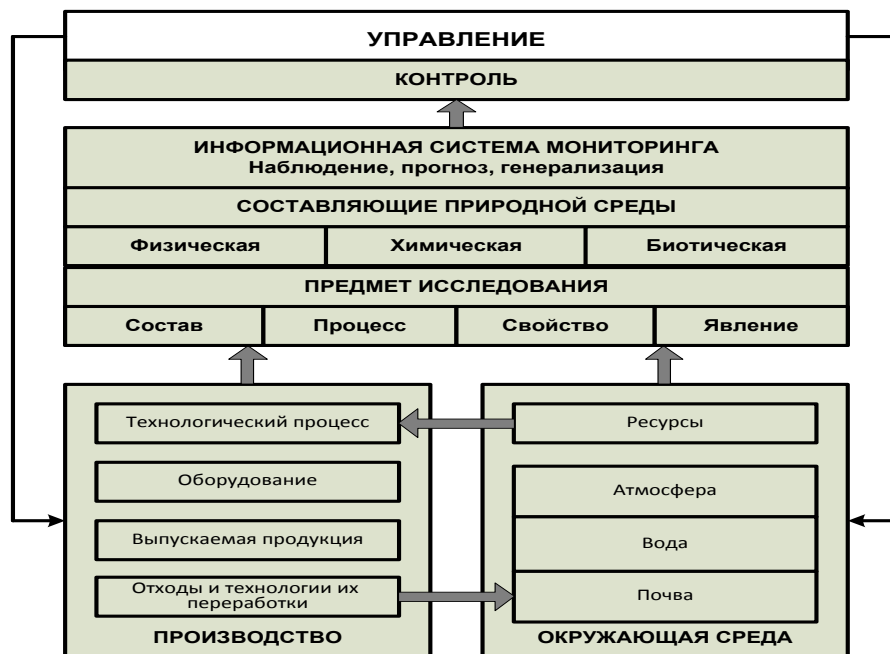 УПРАВЛЕНИЕ
КОНТРОЛЬ
ИНФОРМАЦИОННАЯ СИСТЕМА МОНИТОРИНГА
Наблюдение, прогноз, генерализация
СОСТАВЛЯЮЩИЕ ПРИРОДНОЙ СРЕДЫ
Физическая
Химическая
Биотическая
ПРЕДМЕТ ИССЛЕДОВАНИЯ
Состав
Процесс
Свойство
Явление
Технологический процесс
Оборудование
Выпускаемая продукция
Отходы и технологии их
переработки
ПРОИЗВОДСТВО
Ресурсы
Атмосфера
Вода
Почва
ОКРУЖАЮЩАЯ СРЕДА